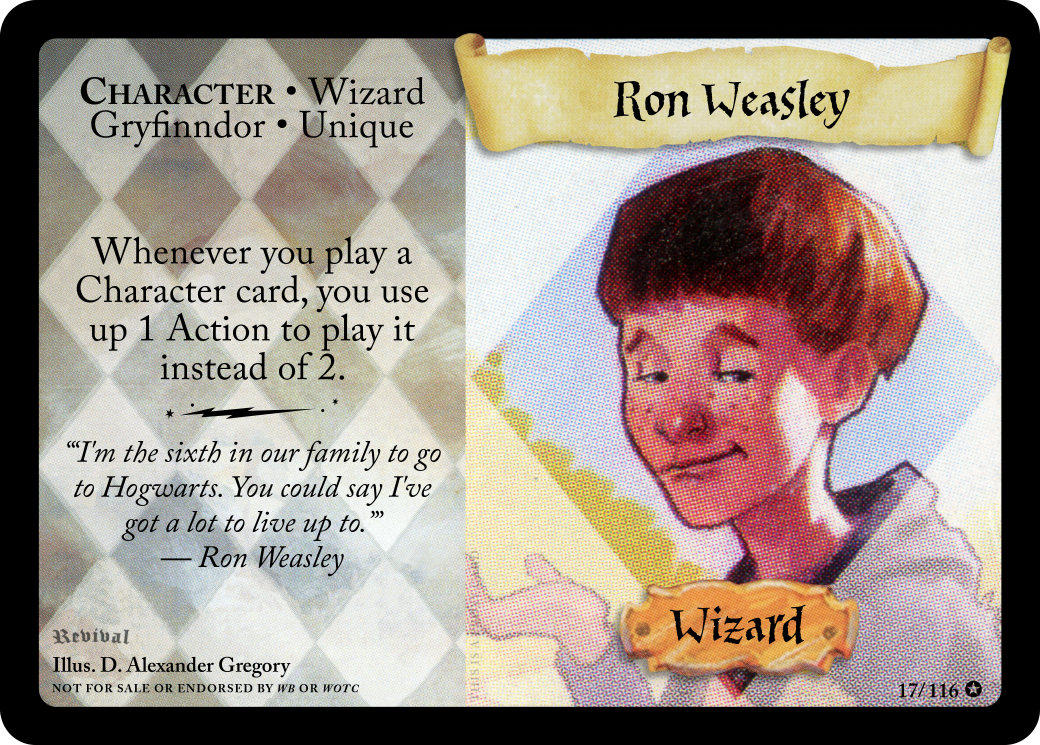 CHARACTER • Wizard
Gryfinndor • Unique
Ron Weasley
Whenever you play a
Character card, you use
up 1 Action to play it
instead of 2.
“‘I'm the sixth in our family to go
to Hogwarts. You could say I've
got a lot to live up to.’”
— Ron Weasley
Wizard
Revival
Illus. D. Alexander Gregory
NOT FOR SALE OR ENDORSED BY WB OR WOTC
17/116
THIS IS A